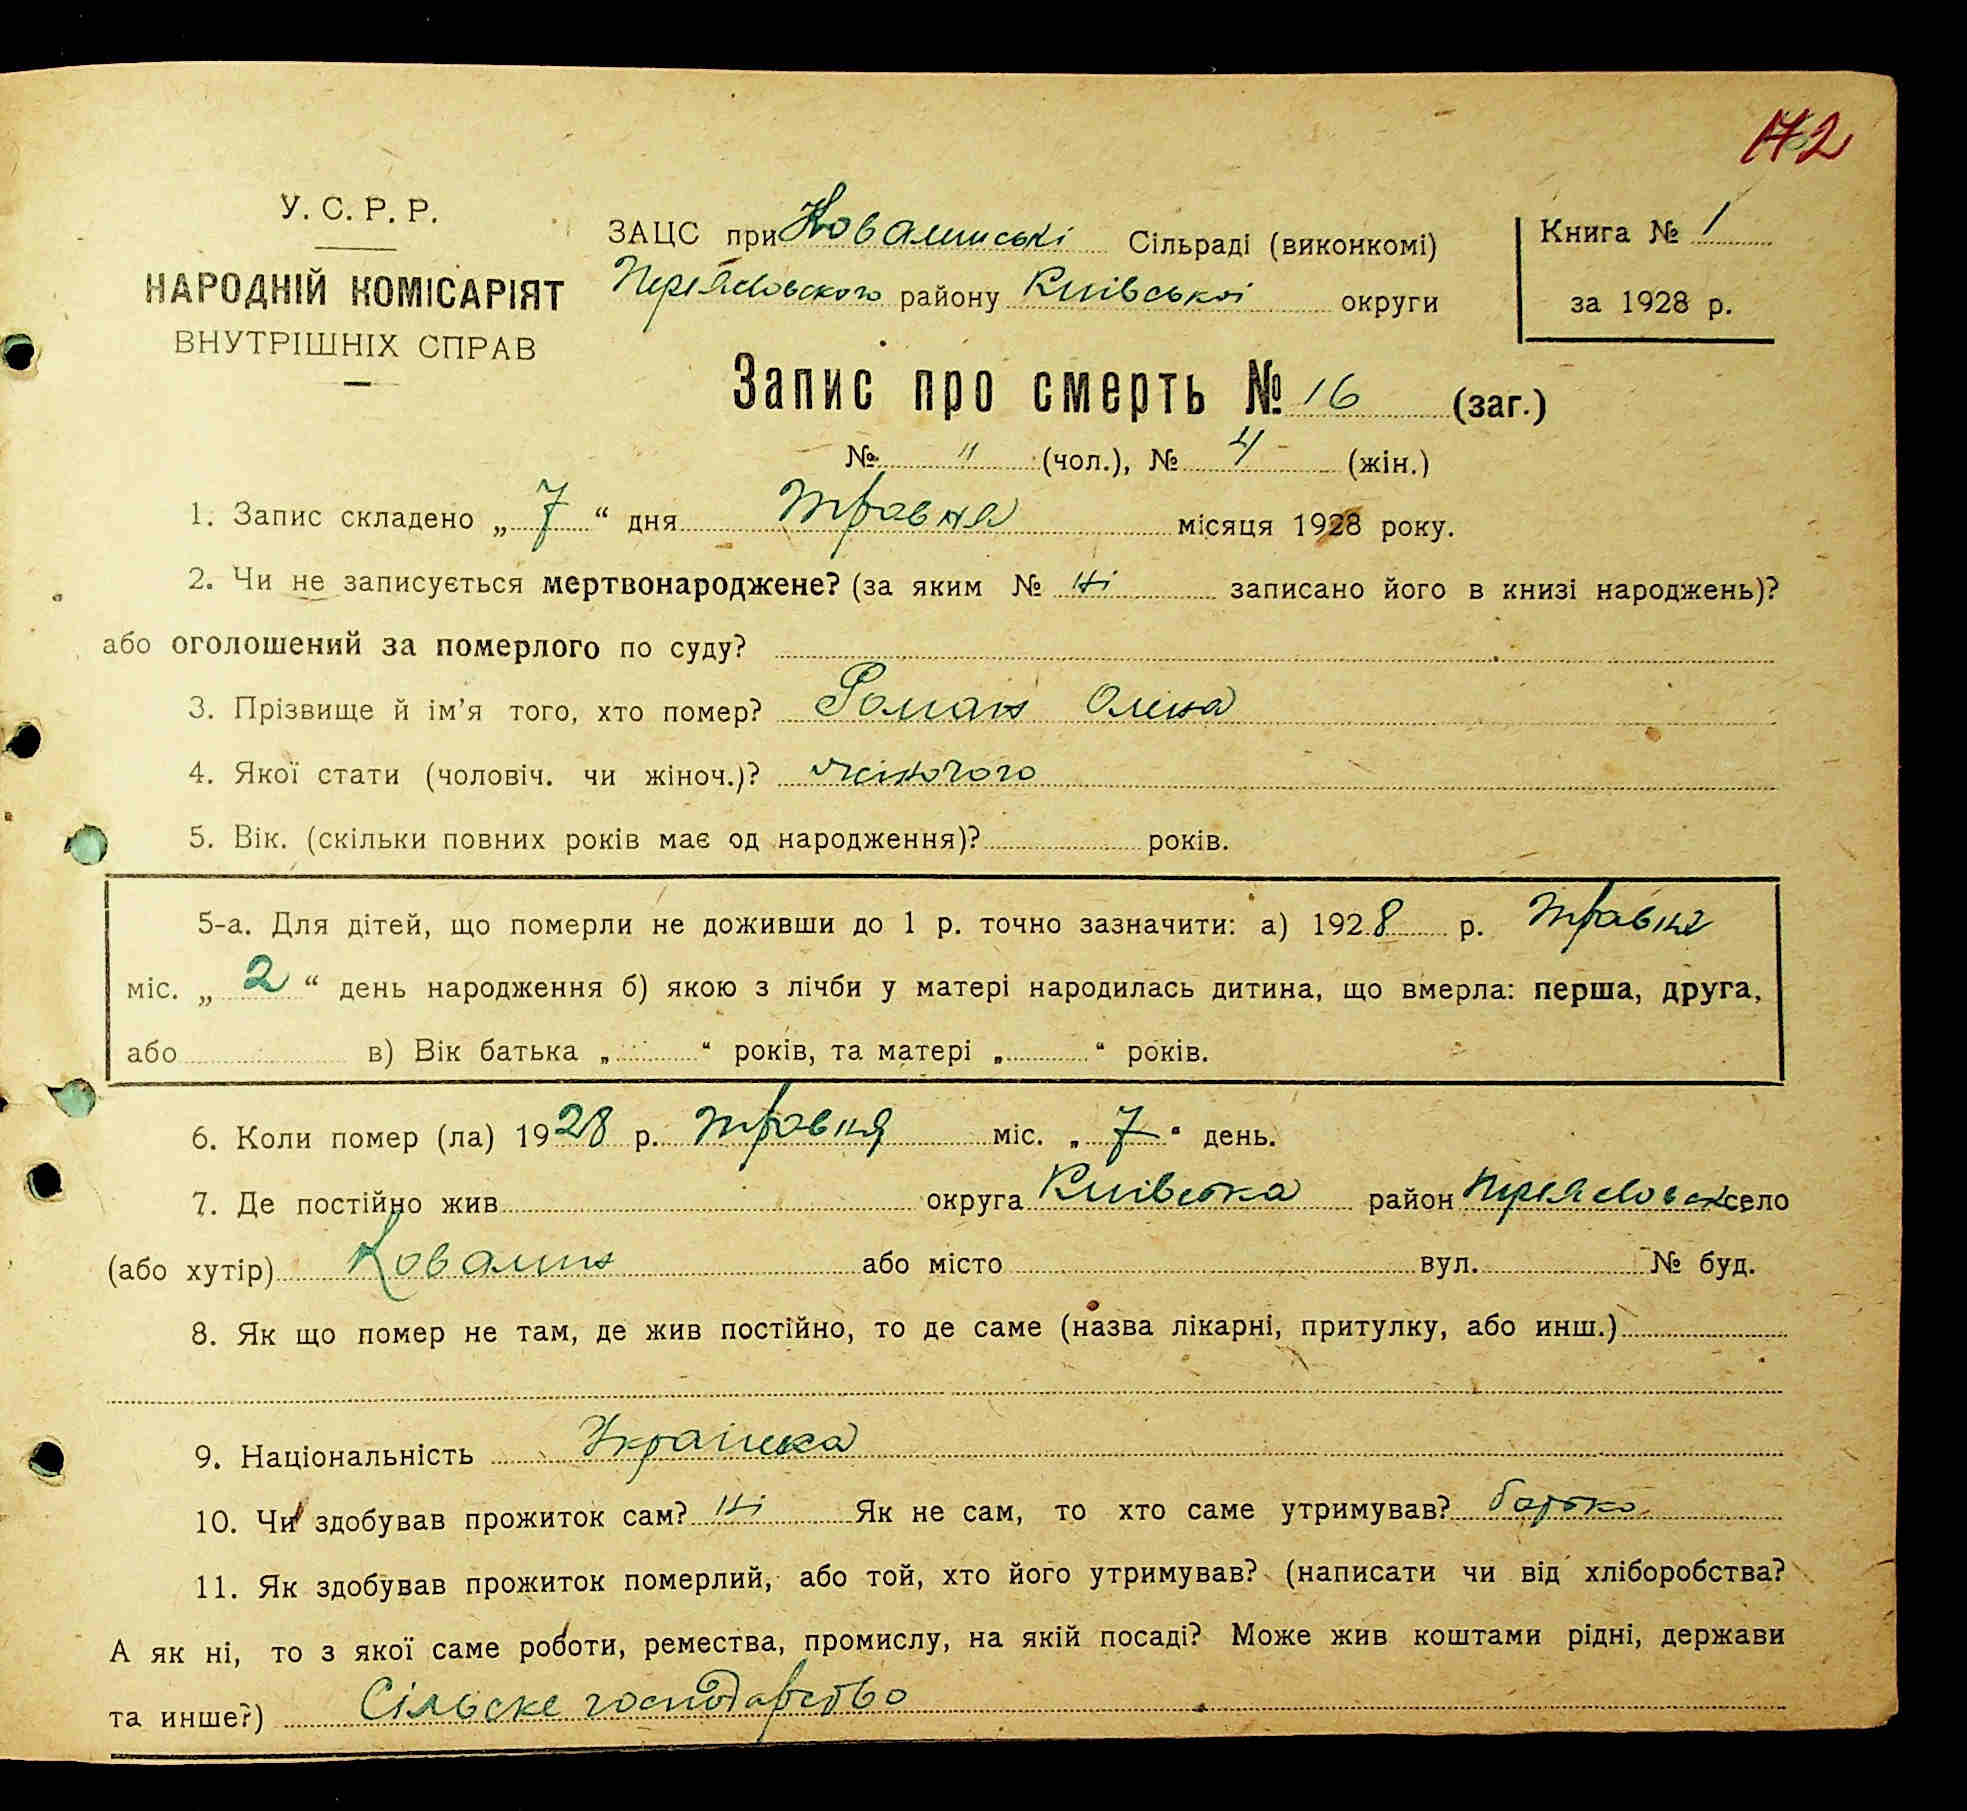 172
У. С. Р. Р.
НАРОДНІЙ КОМІСАРІЯТ
ВНУТРІШНІХ СПРАВ
ЗАЦС при Ковалинські Сільраді (виконкомі)
Переясловского району Київської округи
Книга № 1
за 1928 р.
Запис про смерть № 16 (заг.)
№ " (чол.), № 4 (жін.)
1. Запис складено „ 7 “ дня травня місяця 1928 року.
2. Чи не записується мертвонароджене? (за яким № ні записано його в книзі народжень)?
або оголошений за померлого по суду?
3. Прізвище й ім’я того, хто помер? Роман Олена
4. Якої стати (чоловіч. чи жіноч.)? жіночого
5. Вік. (скільки повних років має од народження)? років.
5-а. Для дітей, що померли не доживши до 1 р. точно зазначити: а) 1928 р. травня
міс. „ 2 “ день народження б) якою з лічби у матері народилась дитина, що вмерла: перша, друга,
або в) Вік батька „ “ років, та матері „ “ років.
6. Коли помер (ла) 1928 р. травня міс. „ 7 “ день.
7. Де постійно жив округа Київська район Переясловск село
(або хутір) Ковалин або місто вул. № буд.
8. Як що помер не там, де жив постійно, то де саме (назва лікарні, притулку, або инш.)
9. Національність Українка
10. Чи здобував прожиток сам? ні Як не сам, то хто саме утримував? батько
11. Як здобував прожиток померлий, або той, хто його утримував? (написати чи від хліборобства?
А як ні, то з якої саме роботи, ремества, промислу, на якій посаді? Може жив коштами рідні, держави
та инше?) Сільске господарство